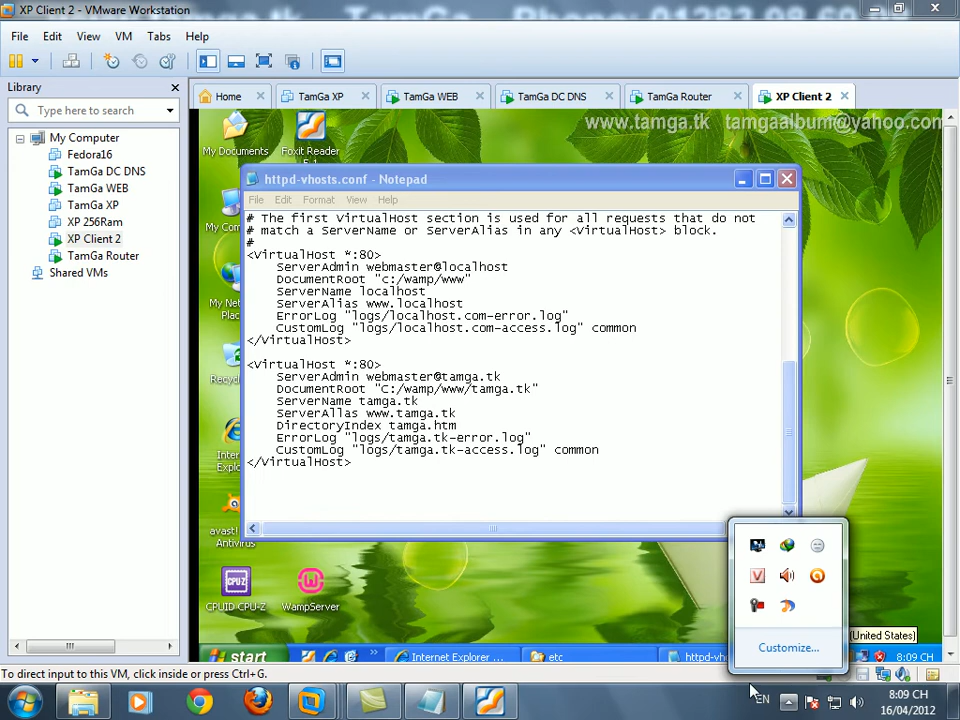 XP Client 2 - VMware Workstation
File Edit View VM Tabs Help
Library
Type here to search
My Computer
Fedora16
TamGa DC DNS
TamGa WEB
TamGa XP
XP 256Ram
XP Client 2
TamGa Router
Shared VMs
Home
TamGa XP
TamGa WEB
TamGa DC DNS
TamGa Router
XP Client 2
www.tamga.tk tamgaalbum@yahoo.com
My Documents
Foxit Reader
httpd-vhosts.conf - Notepad
File Edit Format View Help
# The first VirtualHost section is used for all requests that do not
# match a ServerName or ServerAlias in any <VirtualHost> block.
#
<VirtualHost *:80>
ServerAdmin webmaster@localhost
DocumentRoot "c:/wamp/www"
ServerName localhost
ServerAlias www.localhost
ErrorLog "logs/localhost.com-error.log"
CustomLog "logs/localhost.com-access.log" common
</VirtualHost>
<VirtualHost *:80>
ServerAdmin webmaster@tamga.tk
DocumentRoot "C:/wamp/www/tamga.tk"
ServerName tamga.tk
ServerAlias www.tamga.tk
DirectoryIndex tamga.htm
ErrorLog "logs/tamga.tk-error.log"
CustomLog "logs/tamga.tk-access.log" common
</VirtualHost>
avast!
Antivirus
CPUID CPU-Z
WampServer
Customize...
(United States)
start
Internet Explorer ...
etc
httpd-vh
8:09 CH
To direct input to this VM, click inside or press Ctrl+G.
EN
8:09 CH
16/04/2012